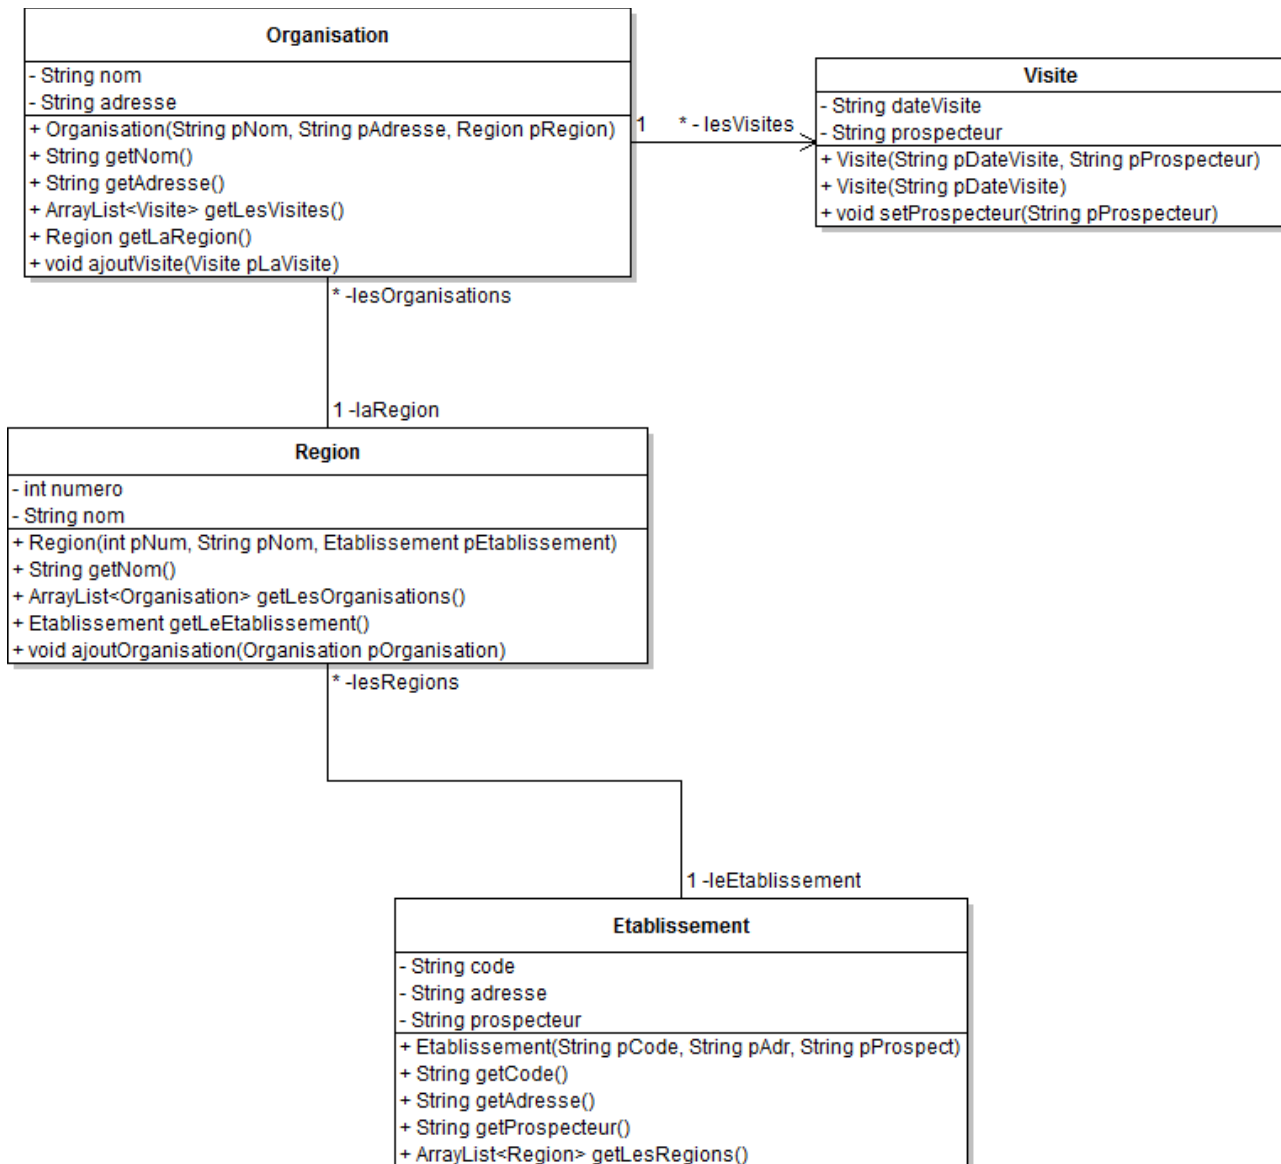 Organisation
- String nom
- String adresse
+ Organisation(String pNom, String pAdresse, Region pRegion)
+ String getNom()
+ String getAdresse()
+ ArrayList<Visite> getLesVisites()
+ Region getLaRegion()
+ void ajoutVisite(Visite pLaVisite)
1 * - lesVisites
Visite
- String dateVisite
- String prospecteur
+ Visite(String pDateVisite, String pProspecteur)
+ Visite(String pDateVisite)
+ void setProspecteur(String pProspecteur)
* -lesOrganisations
1 -laRegion
Region
- int numero
- String nom
+ Region(int pNum, String pNom, Etablissement pEtablissement)
+ String getNom()
+ ArrayList<Organisation> getLesOrganisations()
+ Etablissement getLeEtablissement()
+ void ajoutOrganisation(Organisation pOrganisation)
* -lesRegions
1 -leEtablissement
Etablissement
- String code
- String adresse
- String prospecteur
+ Etablissement(String pCode, String pAdr, String pProspect)
+ String getCode()
+ String getAdresse()
+ String getProspecteur()
+ ArrayList<Region> getLesRegions()